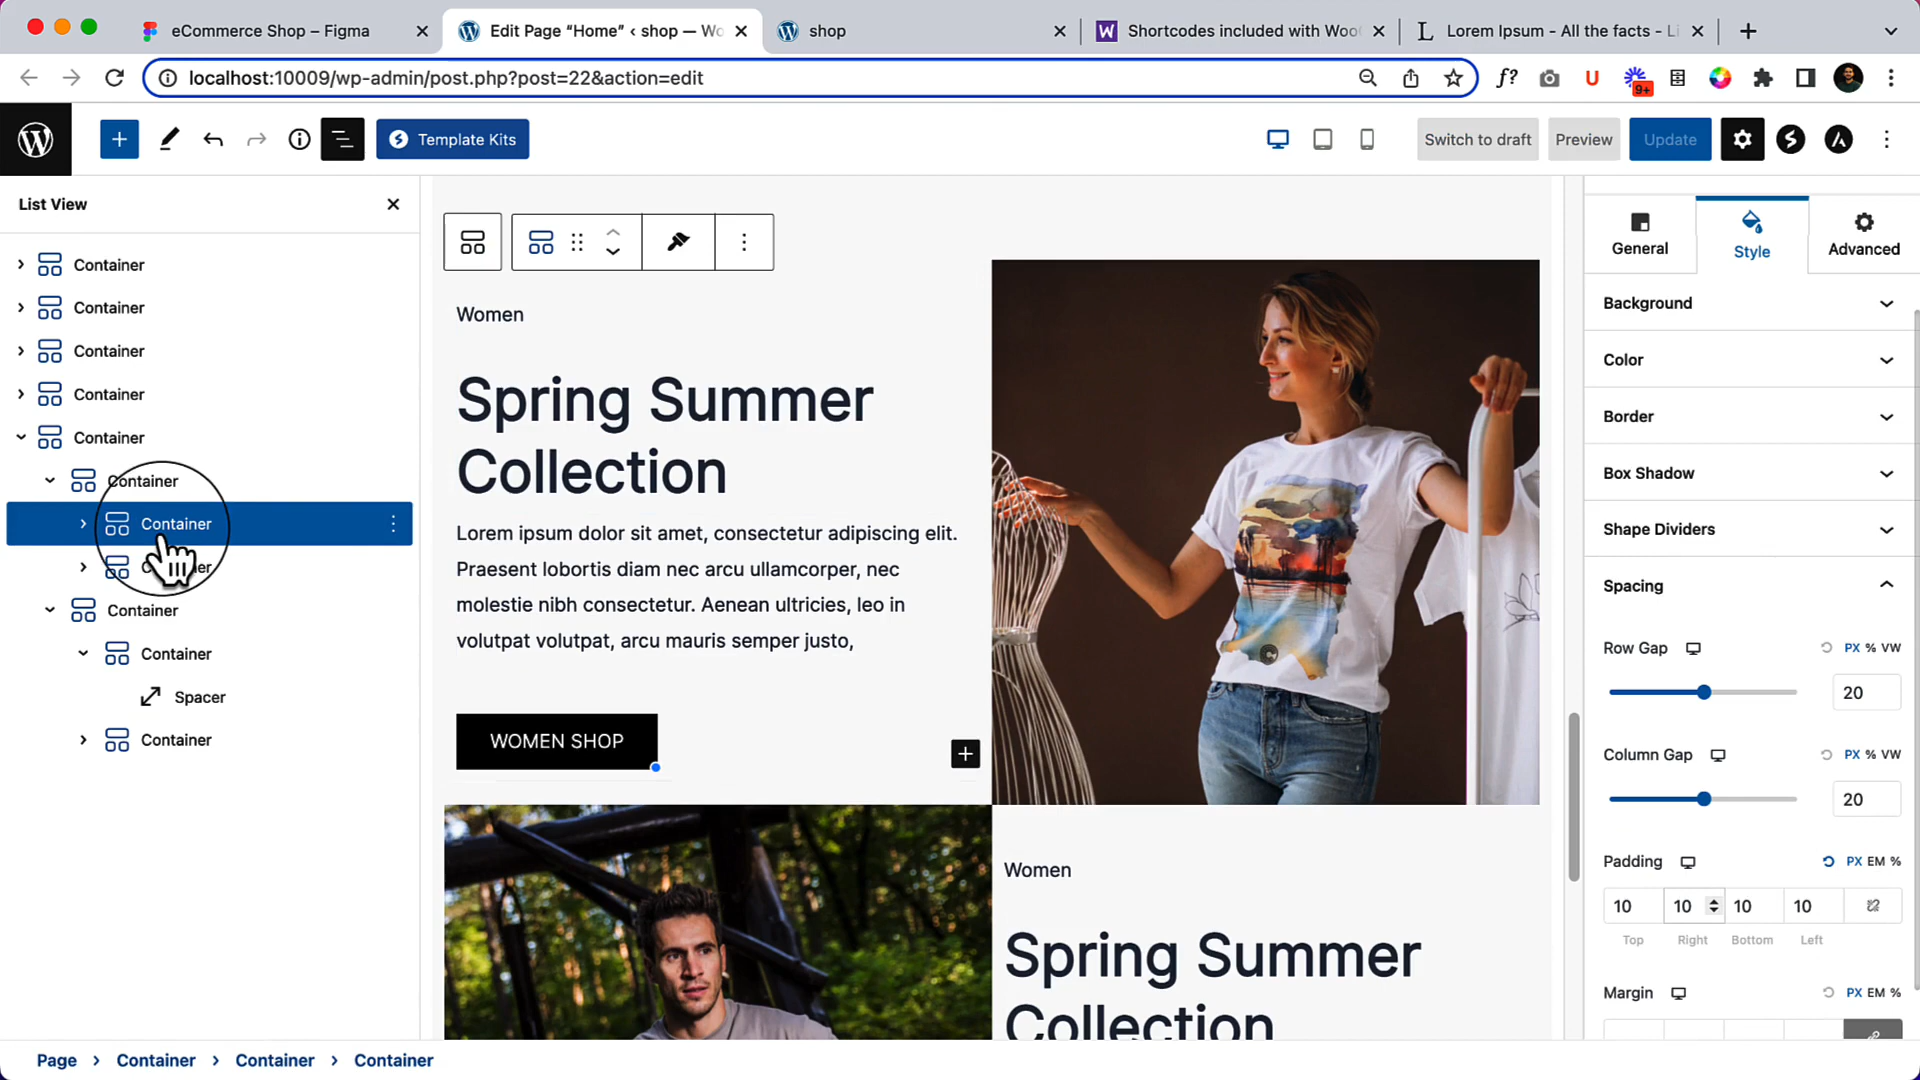 eCommerce Shop – Figma
Edit Page “Home” ‹ shop — Wo
shop
Shortcodes included with Woo
Lorem Ipsum - All the facts - Li
localhost:10009/wp-admin/post.php?post=22&action=edit
f?
U
9+
Template Kits
Switch to draft
Preview
Update
List View
Container
Container
Container
Container
Container
Container
Container
Container
Container
Spacer
Container
Women
Spring Summer
Collection
Lorem ipsum dolor sit amet, consectetur adipiscing elit.
Praesent lobortis diam nec arcu ullamcorper, nec
molestie nibh consectetur. Aenean ultricies, leo in
volutpat volutpat, arcu mauris semper justo,
WOMEN SHOP
Women
Spring Summer
Collection
General
Style
Advanced
Background
Color
Border
Box Shadow
Shape Dividers
Spacing
Row Gap
PX % VW
20
Column Gap
PX % VW
20
Padding
PX EM %
10 10 10 10
Top Right Bottom Left
Margin
PX EM %
Page › Container › Container › Container